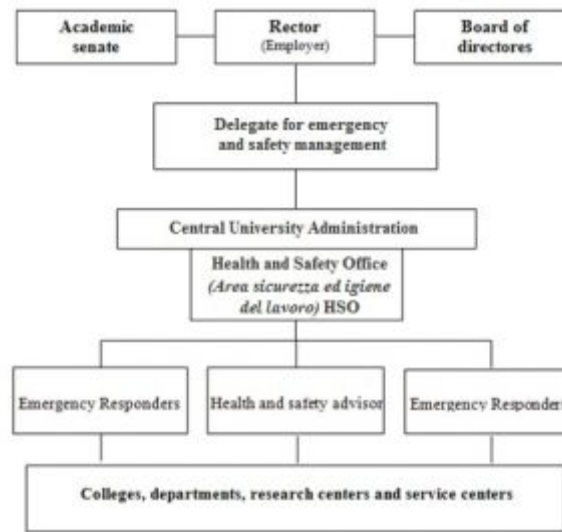 Academic
senate
Rector
(Employer)
Board of
directores
Delegate for emergency
and safety management
Central University Administration
Health and Safety Office
(Area sicurezza ed igiene
del lavoro) HSO
Emergency Responders
Health and safety advisor
Emergency Responders
Colleges, departments, research centers and service centers